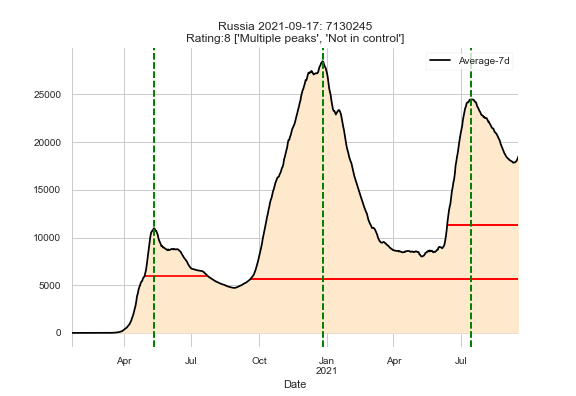 Russia 2021-09-17: 7130245
Rating:8 ['Multiple peaks', 'Not in control']
Average-7d
25000
20000
15000
10000
5000
0
Apr Jul Oct Jan Apr Jul
2021
Date